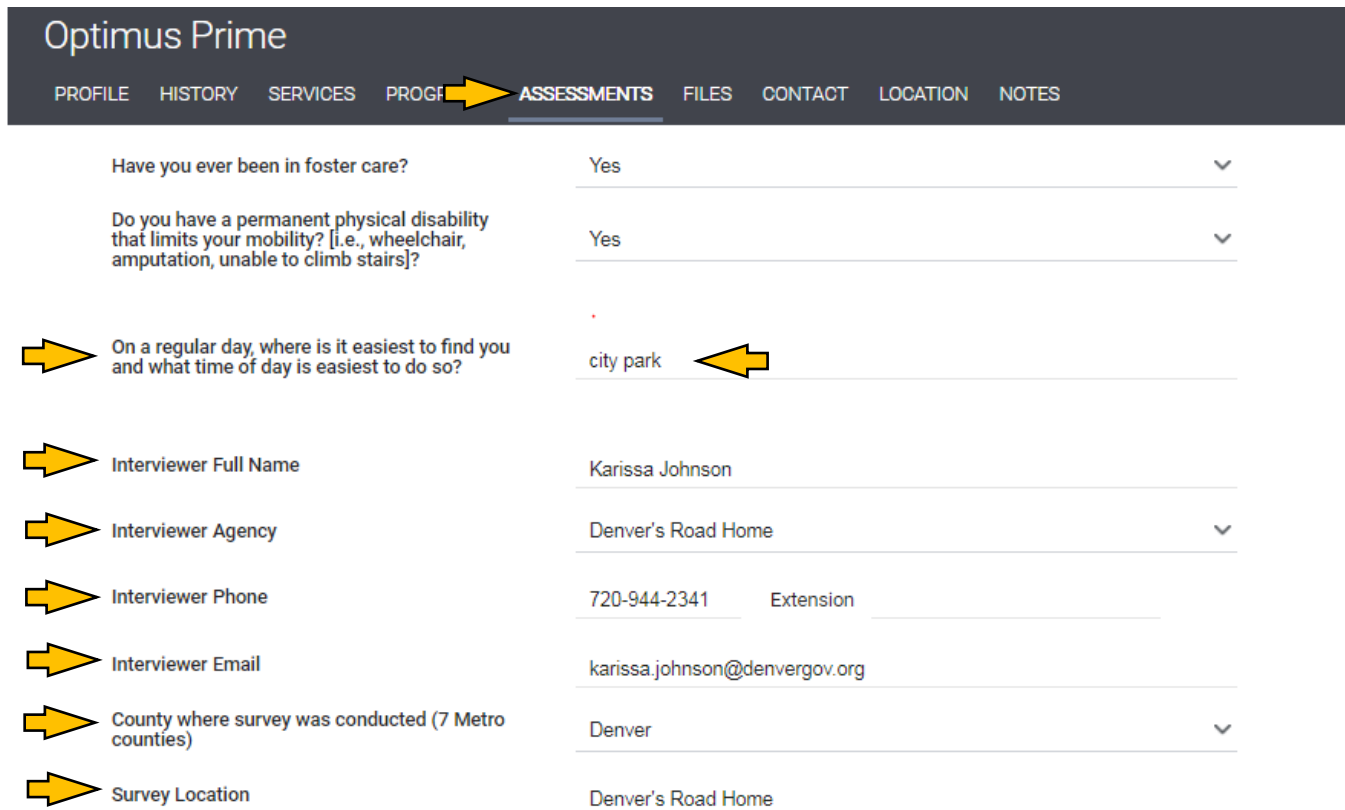 Optimus Prime
PROFILE HISTORY SERVICES PROGR ASSESSMENTS FILES CONTACT LOCATION NOTES
Have you ever been in foster care? Yes
Do you have a permanent physical disability
that limits your mobility? [i.e., wheelchair, Yes
amputation, unable to climb stairs]?
On a regular day, where is it easiest to find you
and what time of day is easiest to do so? city park
Interviewer Full Name Karissa Johnson
Interviewer Agency Denver's Road Home
Interviewer Phone 720-944-2341 Extension
Interviewer Email karissa.johnson@denvergov.org
County where survey was conducted (7 Metro
counties) Denver
Survey Location Denver's Road Home